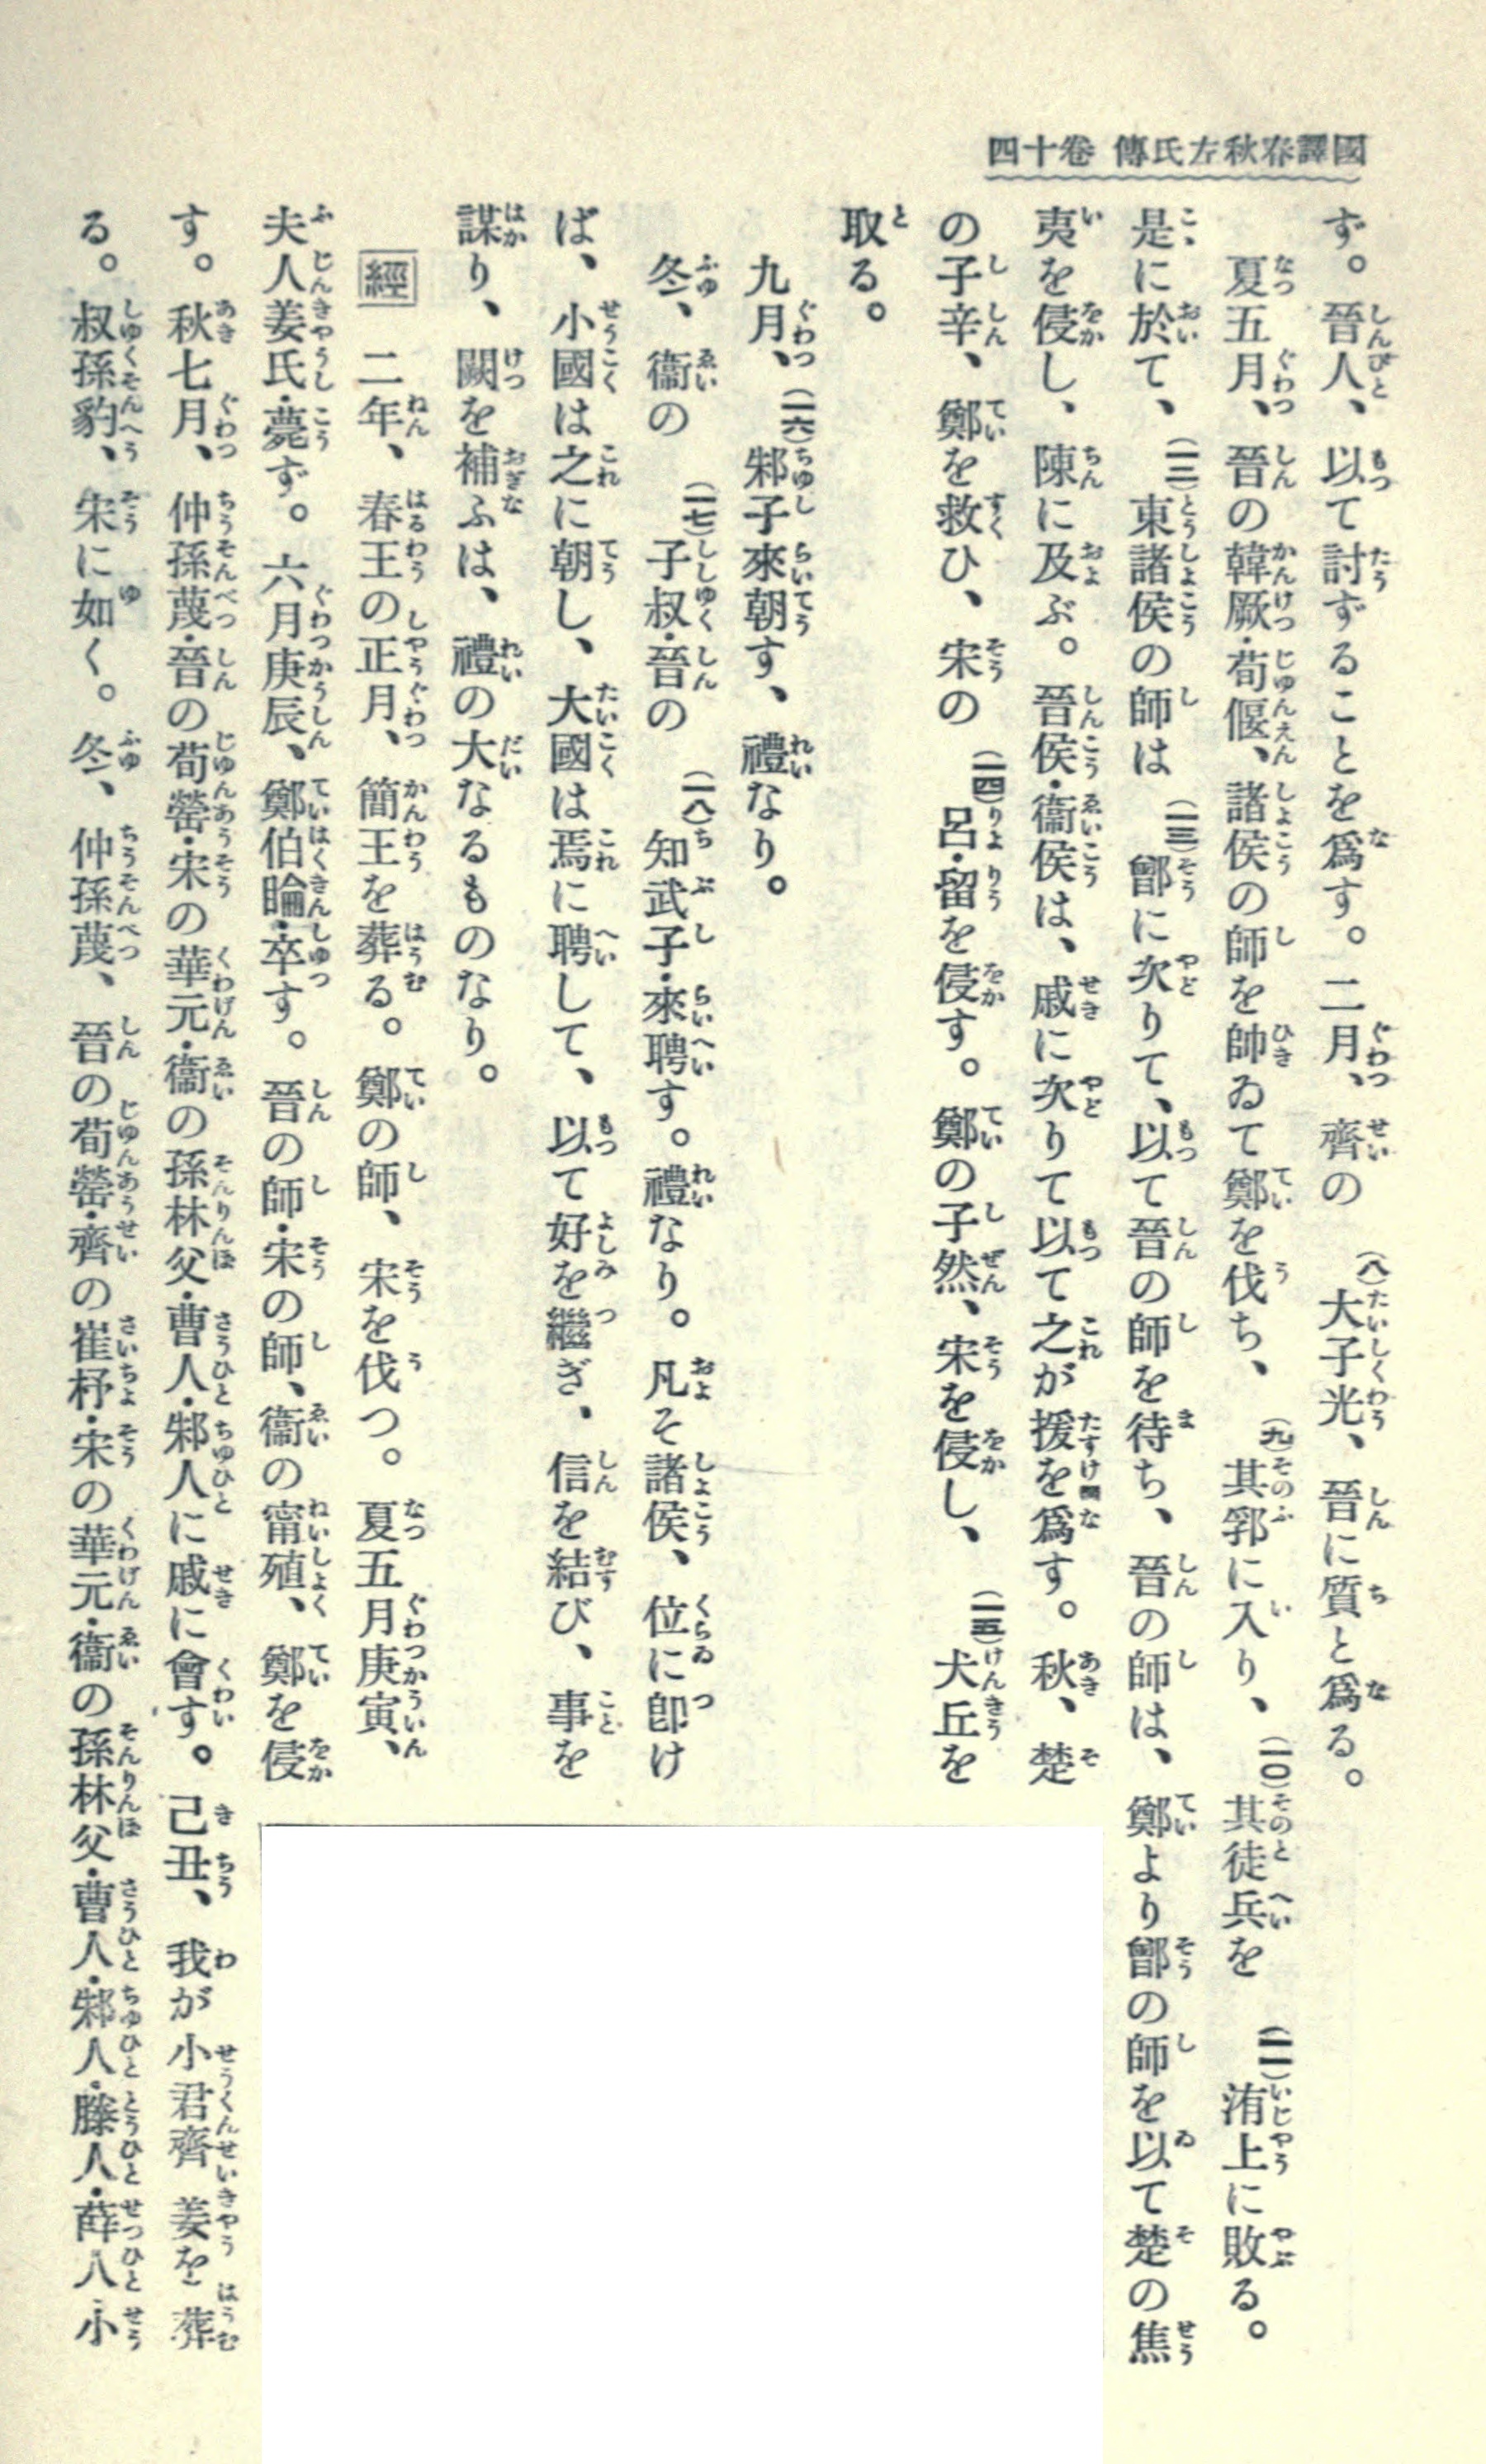 國譯春秋左氏傳 卷十四
ず。晉人、以て討ずることを爲す。二月、齊の(八)大子光、晉に質と爲る。
夏五月、晉の韓厥・荀偃、諸侯の師を帥ゐて鄭を伐ち、(九)其郛に入り、(一〇)其徒兵を(一一)洧上に敗る。
是に於て、(一二)東諸侯の師は(一三)鄫に次りて、以て晉の師を待ち、晉の師は、鄭より鄫の師を以て楚の焦
夷を侵し、陳に及ぶ。晉侯・衞侯は、戚に次りて以て之が援を爲す。秋、楚
の子辛、鄭を救ひ、宋の(一四)呂・留を侵す。鄭の子然、宋を侵し、(一五)犬丘を
取る。
九月、(一六)邾子來朝す、禮なり。
冬、衞の(一七)子叔・晉の(一八)知武子・來聘す。禮なり。凡そ諸侯、位に卽け
ば、小國は之に朝し、大國は焉に聘して、以て好を繼ぎ、信を結び、事を
謀り、闕を補ふは、禮の大なるものなり。
經 二年、春王の正月、簡王を葬る。鄭の師、宋を伐つ。夏五月庚寅、
夫人姜氏・薨ず。六月庚辰、鄭伯睔・卒す。晉の師・宋の師、衞の甯殖、鄭を侵
す。秋七月、仲孫蔑・晉の荀罃・宋の華元・衞の孫林父・曹人・邾人に戚に會す。己丑、我が小君齊姜を葬
る。叔孫豹、宋に如く。冬、仲孫蔑、晉の荀罃・齊の崔杼・宋の華元・衞の孫林父・曹人・邾人・滕人・薛人・小